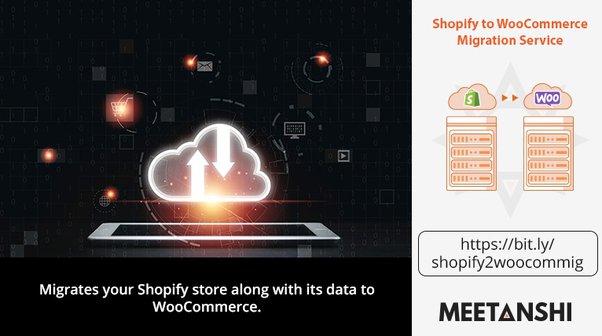 Shopify to WooCommerce
Migration Service
S
Woo
Migrates your Shopify store along with its data to
WooCommerce.
https://bit.ly/
shopify2woocommig
MEETANSHI